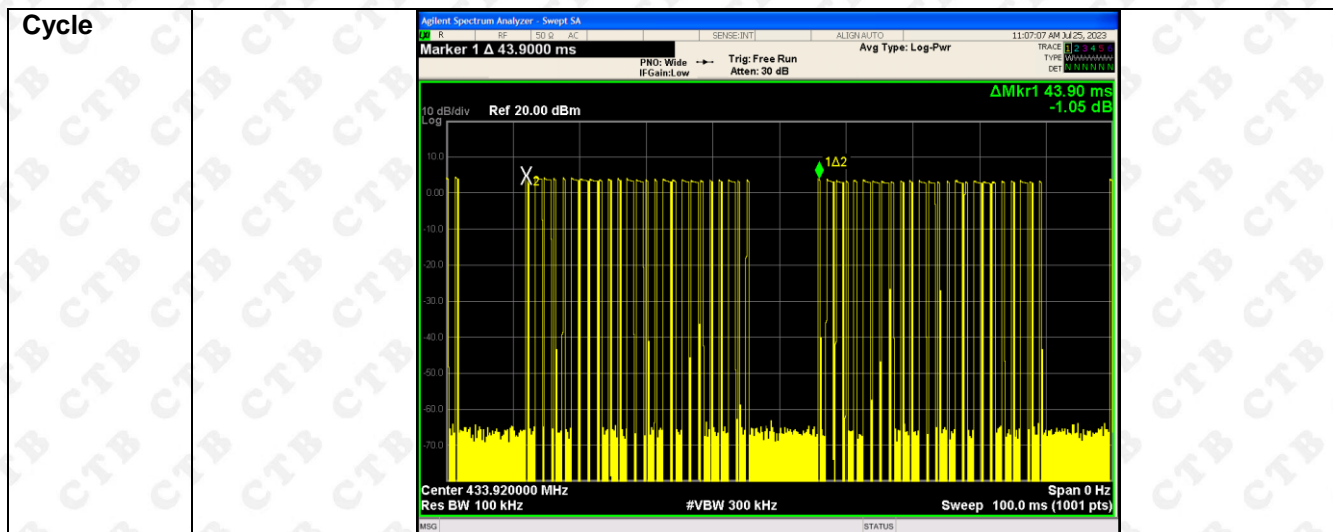 Cycle
Agilent Spectrum Analyzer - Swept SA
LXI R RF 50 Ω AC SENSE:INT ALIGNAUTO 11:07:07 AM Jul 25, 2023
Marker 1 Δ 43.9000 ms
PNO: Wide
IFGain:Low
Trig: Free Run
Atten: 30 dB
Avg Type: Log-Pwr
TRACE 1 2 3 4 5 6
TYPE W
DET N N N N N N
ΔMkr1 43.90 ms
-1.05 dB
10 dB/div Ref 20.00 dBm
Log
10.0
0.00
-10.0
-20.0
-30.0
-40.0
-50.0
-60.0
-70.0
X2
1Δ2
Center 433.920000 MHz Span 0 Hz
Res BW 100 kHz #VBW 300 kHz Sweep 100.0 ms (1001 pts)
MSG STATUS
CTB